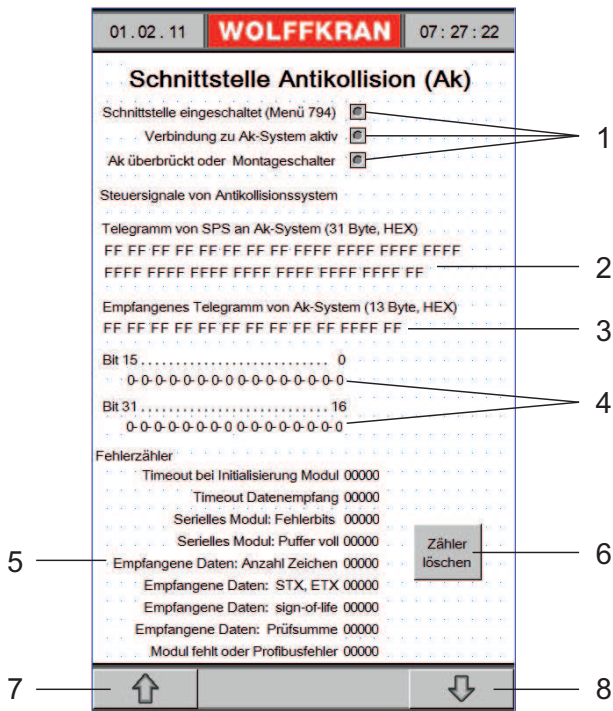 01.02.11 WOLFFKRAN 07:27:22
Schnittstelle Antikollision (Ak)
Schnittstelle eingeschaltet (Menü 794)
Verbindung zu Ak-System aktiv
1
Ak überbrückt oder Montageschalter
Steuersignale von Antikollisionssystem
Telegramm von SPS an Ak-System (31 Byte, HEX)
FF FF FF FF FF FF FF FF FFFF FFFF FFFF FFFF
2
FFFF FFFF FFFF FFFF FFFF FFFF FFFF FF
Empfangenes Telegramm von Ak-System (13 Byte, HEX)
FF FF FF FF FF FF FF FF FF FF FFFF FF
3
Bit 15 . . . . . . . . . . . . . . . . . . . . . . . . . . 0
0-0-0-0-0-0-0-0 0-0-0-0-0-0-0-0
4
Bit 31 . . . . . . . . . . . . . . . . . . . . . . . . . 16
0-0-0-0-0-0-0-0 0-0-0-0-0-0-0-0
Fehlerzähler
Timeout bei Initialisierung Modul 00000
Timeout Datenempfang 00000
Serielles Modul: Fehlerbits 00000
Serielles Modul: Puffer voll 00000
Zähler
löschen
6
5
Empfangene Daten: Anzahl Zeichen 00000
Empfangene Daten: STX, ETX 00000
Empfangene Daten: sign-of-life 00000
Empfangene Daten: Prüfsumme 00000
Modul fehlt oder Profibusfehler 00000
7
8